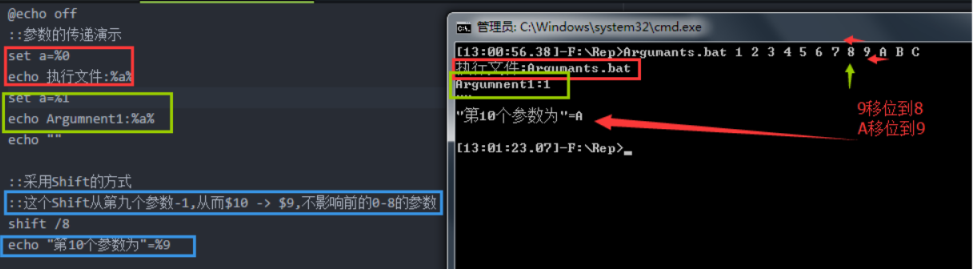 @echo off
::参数的传递演示
set a=%0
echo 执行文件:%a%
set a=%1
echo Argumnent1:%a%
echo ""
::采用Shift的方式
::这个Shift从第九个参数-1,从而$10 -> $9,不影响前的0-8的参数
shift /8
echo "第10个参数为"=%9
管理员: C:\Windows\system32\cmd.exe
[13:00:56.38]-F:\Rep>Argumants.bat 1 2 3 4 5 6 7 8 9 A B C
执行文件:Argumants.bat
Argumnent1:1
""
"第10个参数为"=A
[13:01:23.07]-F:\Rep>_
9移位到8
A移位到9